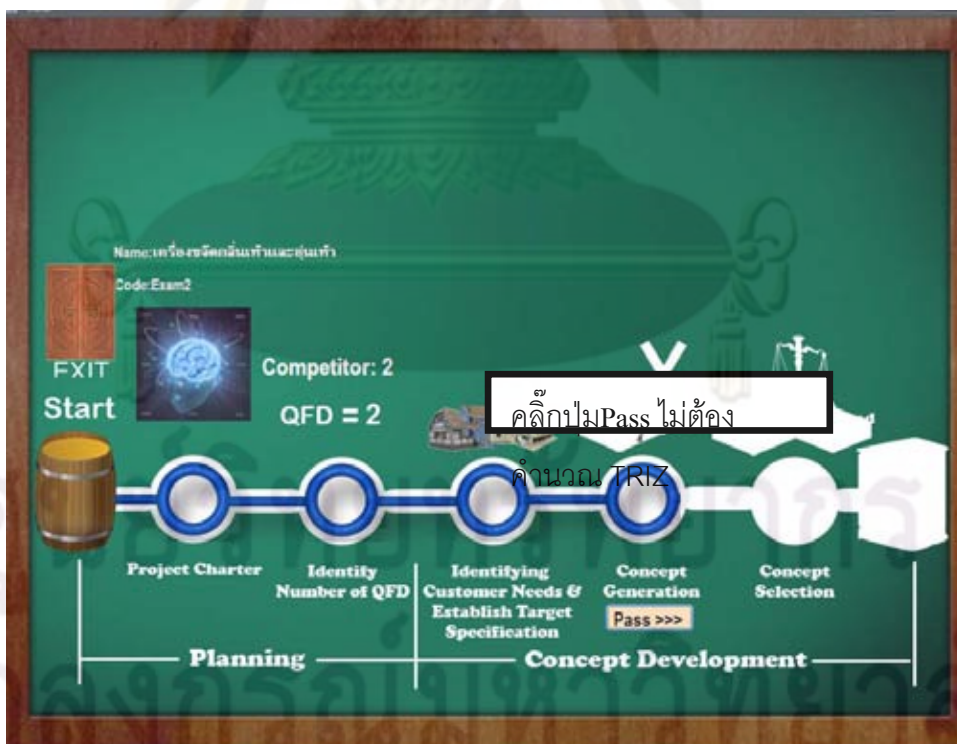 Name:เครื่องขจัดกลิ่นเท้าและอุ่นเท้า
Code:Exam2
EXIT
Start
Competitor: 2
QFD = 2
คลิ๊กปุ่มPass ไม่ต้อง
คำนวณ TRIZ
Project Charter
Identify
Number of QFD
Identifying
Customer Needs &
Establish Target
Specification
Concept
Generation
Pass >>>
Concept
Selection
Planning
Concept Development